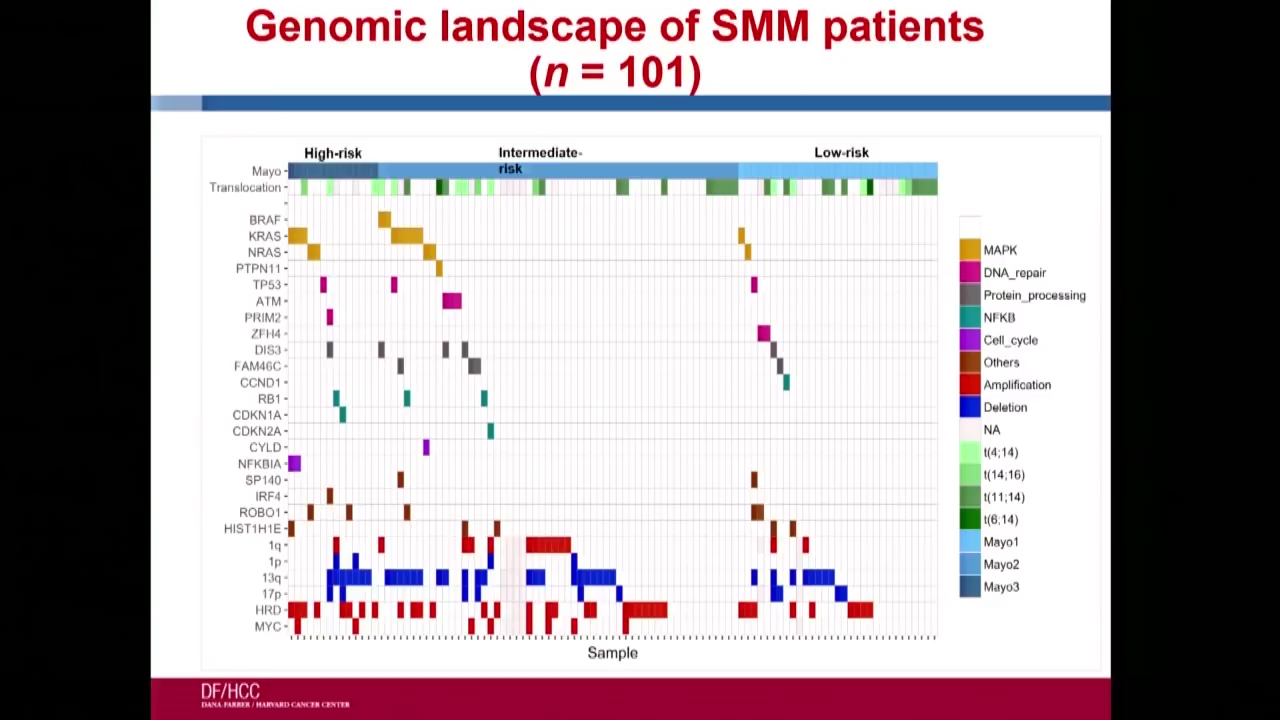 Genomic landscape of SMM patients
(n = 101)
High-risk
Intermediate-
risk
Low-risk
Mayo
Translocation
BRAF
KRAS
NRAS
PTPN11
TP53
ATM
PRIM2
ZFH4
DIS3
FAM46C
CCND1
RB1
CDKN1A
CDKN2A
CYLD
NFKBIA
SP140
IRF4
ROBO1
HIST1H1E
1q
1p
13q
17p
HRD
MYC
Sample
MAPK
DNA_repair
Protein_processing
NFKB
Cell_cycle
Others
Amplification
Deletion
NA
t(4;14)
t(14;16)
t(11;14)
t(6;14)
Mayo1
Mayo2
Mayo3
DF/HCC
DANA-FARBER / HARVARD CANCER CENTER